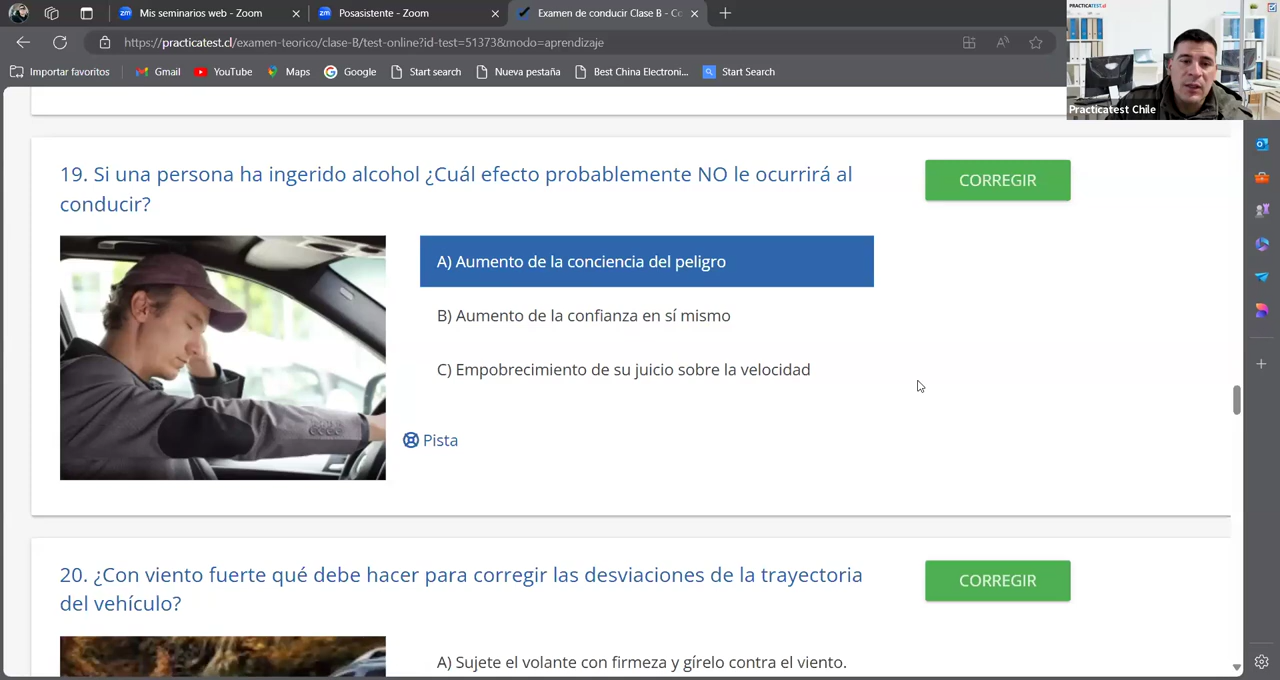 Mis seminarios web - Zoom
Posasistente - Zoom
Examen de conducir Clase B - Co
https://practicatest.cl/examen-teorico/clase-B/test-online?id-test=51373&modo=aprendizaje
Importar favoritos
Gmail
YouTube
Maps
Google
Start search
Nueva pestaña
Best China Electroni...
Start Search
PRACTICATEST.cl
Practicatest Chile
19. Si una persona ha ingerido alcohol ¿Cuál efecto probablemente NO le ocurrirá al
conducir?
CORREGIR
A) Aumento de la conciencia del peligro
B) Aumento de la confianza en sí mismo
C) Empobrecimiento de su juicio sobre la velocidad
Pista
20. ¿Con viento fuerte qué debe hacer para corregir las desviaciones de la trayectoria
del vehículo?
CORREGIR
A) Sujete el volante con firmeza y gírelo contra el viento.